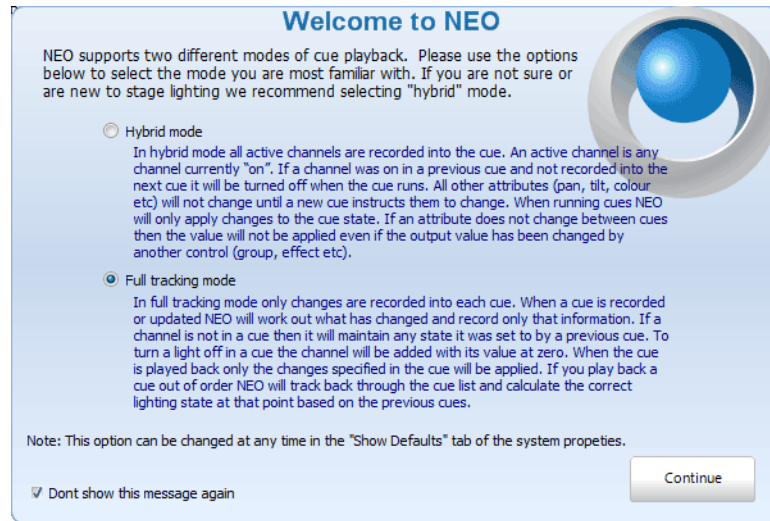 Welcome to NEO
NEO supports two different modes of cue playback.  Please use the options
below to select the mode you are most familiar with. If you are not sure or
are new to stage lighting we recommend selecting "hybrid" mode.
Hybrid mode
In hybrid mode all active channels are recorded into the cue. An active channel is any
channel currently "on". If a channel was on in a previous cue and not recorded into the
next cue it will be turned off when the cue runs. All other attributes (pan, tilt, colour
etc) will not change until a new cue instructs them to change. When running cues NEO
will only apply changes to the cue state. If an attribute does not change between cues
then the value will not be applied even if the output value has been changed by
another control (group, effect etc).
Full tracking mode
In full tracking mode only changes are recorded into each cue. When a cue is recorded
or updated NEO will work out what has changed and record only that information. If a
channel is not in a cue then it will maintain any state it was set to by a previous cue. To
turn a light off in a cue the channel will be added with its value at zero. When the cue
is played back only the changes specified in the cue will be applied. If you play back a
cue out of order NEO will track back through the cue list and calculate the correct
lighting state at that point based on the previous cues.
Note: This option can be changed at any time in the "Show Defaults" tab of the system propeties.
Continue
Dont show this message again